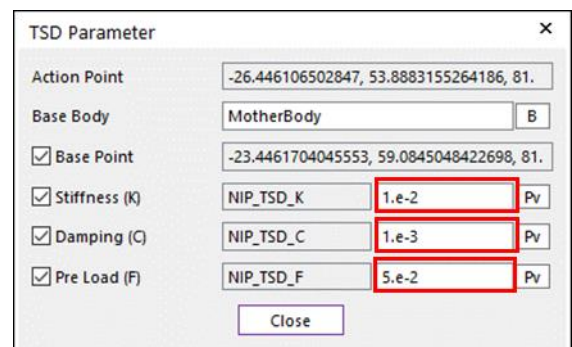 TSD Parameter ×
Action Point -26.446106502847, 53.8883155264186, 81.
Base Body MotherBody B
Base Point -23.4461704045553, 59.0845048422698, 81.
Stiffness (K) NIP_TSD_K 1.e-2 Pv
Damping (C) NIP_TSD_C 1.e-3 Pv
Pre Load (F) NIP_TSD_F 5.e-2 Pv
Close